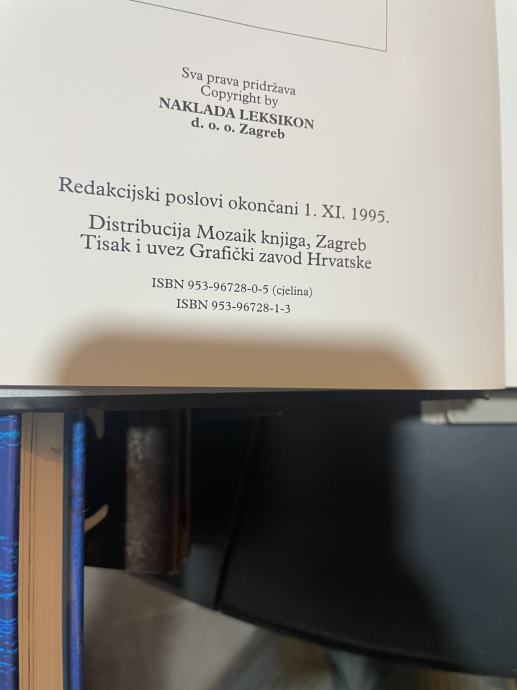 Sva prava pridržava
Copyright by
NAKLADA LEKSIKON
d. o. o. Zagreb
Redakcijski poslovi okončani 1. XI. 1995.
Distribucija Mozaik knjiga, Zagreb
Tisak i uvez Grafički zavod Hrvatske
ISBN 953-96728-0-5 (cjelina)
ISBN 953-96728-1-3